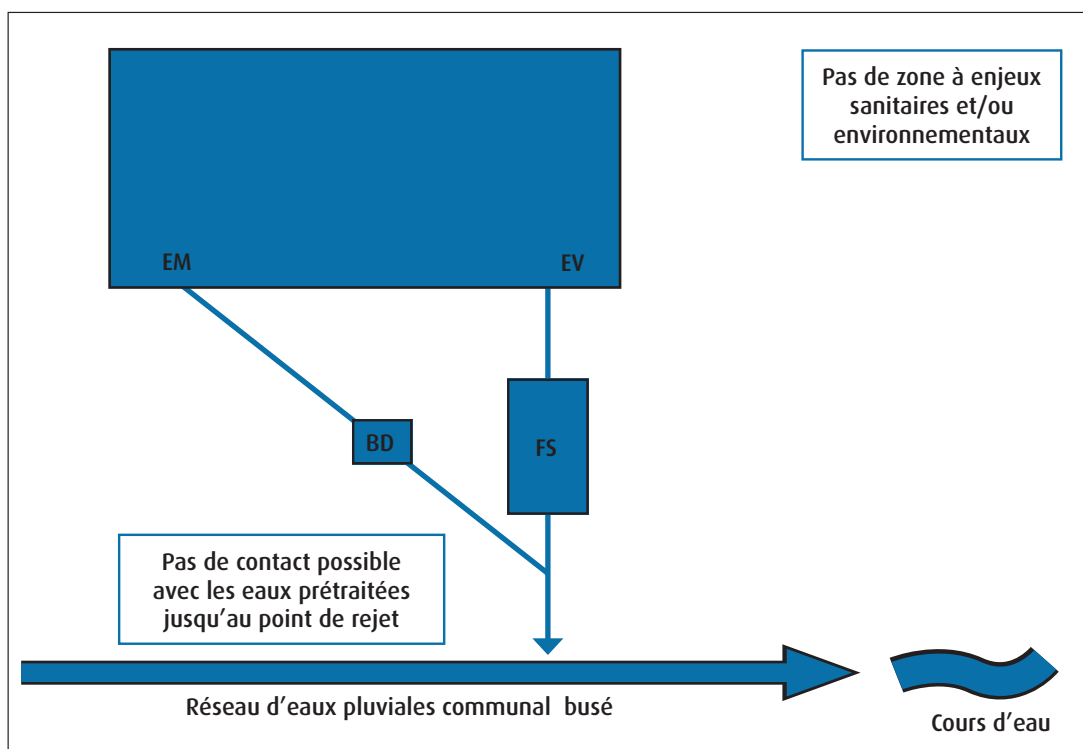 Pas de zone à enjeux
sanitaires et/ou
environnementaux
EM
EV
BD
FS
Pas de contact possible
avec les eaux prétraitées
jusqu'au point de rejet
Réseau d'eaux pluviales communal busé
Cours d'eau